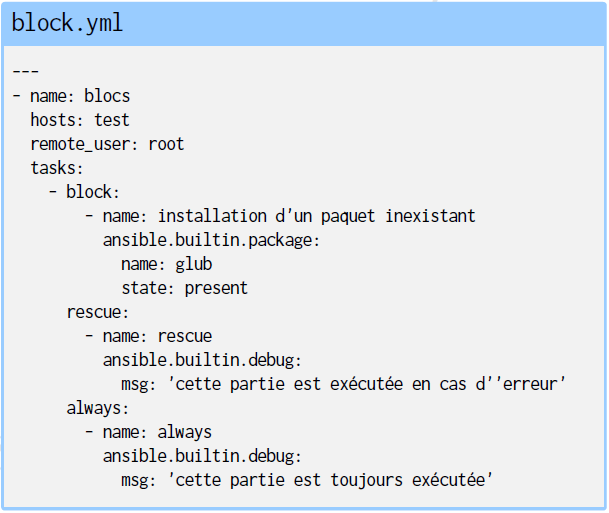 block.yml
---
- name: blocs
  hosts: test
  remote_user: root
  tasks:
    - block:
        - name: installation d'un paquet inexistant
          ansible.builtin.package:
            name: glub
            state: present
      rescue:
        - name: rescue
          ansible.builtin.debug:
            msg: 'cette partie est exécutée en cas d''erreur'
      always:
        - name: always
          ansible.builtin.debug:
            msg: 'cette partie est toujours exécutée'